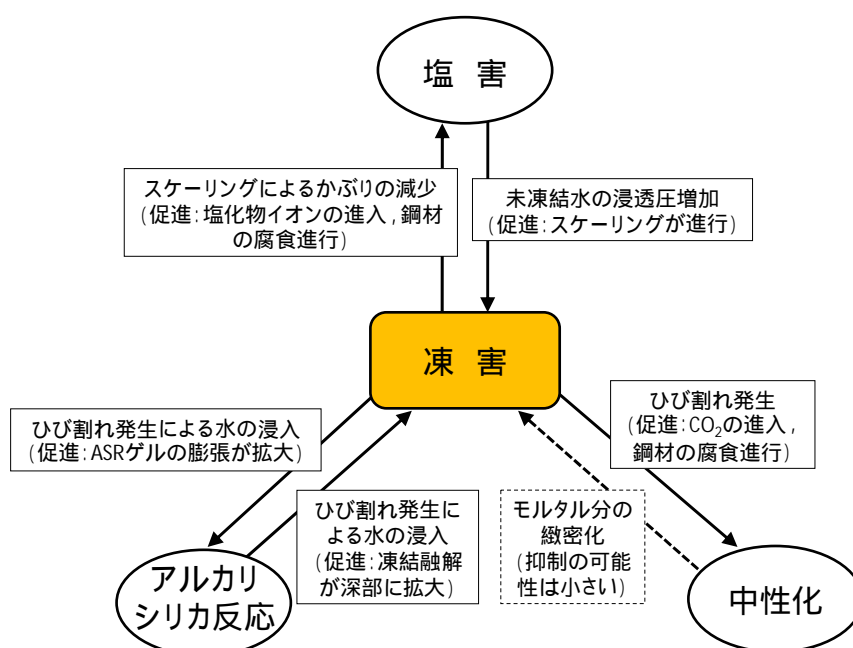 塩 害
スケーリングによるかぶりの減少
(促進:塩化物イオンの進入,鋼材
の腐食進行)
未凍結水の浸透圧増加
(促進:スケーリングが進行)
凍 害
ひび割れ発生による水の浸入
(促進:ASRゲルの膨張が拡大)
ひび割れ発生
(促進:CO₂の進入,
鋼材の腐食進行)
ひび割れ発生に
よる水の浸入
(促進:凍結融解
が深部に拡大)
モルタル分の
緻密化
(抑制の可能
性は小さい)
アルカリ
シリカ反応
中性化